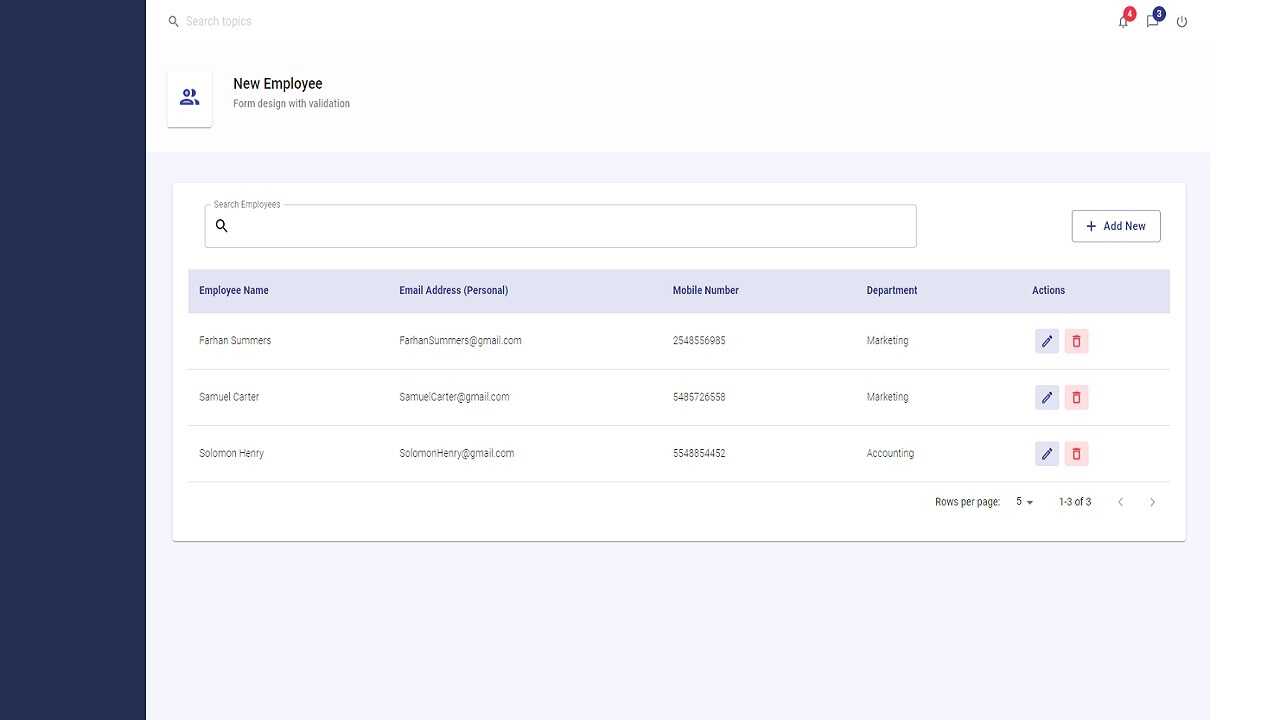 Search topics
4
3
New Employee
Form design with validation
Search Employees
Add New
Employee Name Email Address (Personal) Mobile Number Department Actions
Farhan Summers FarhanSummers@gmail.com 2548556985 Marketing
Samuel Carter SamuelCarter@gmail.com 5485726558 Marketing
Solomon Henry SolomonHenry@gmail.com 5548854452 Accounting
Rows per page: 5 1-3 of 3